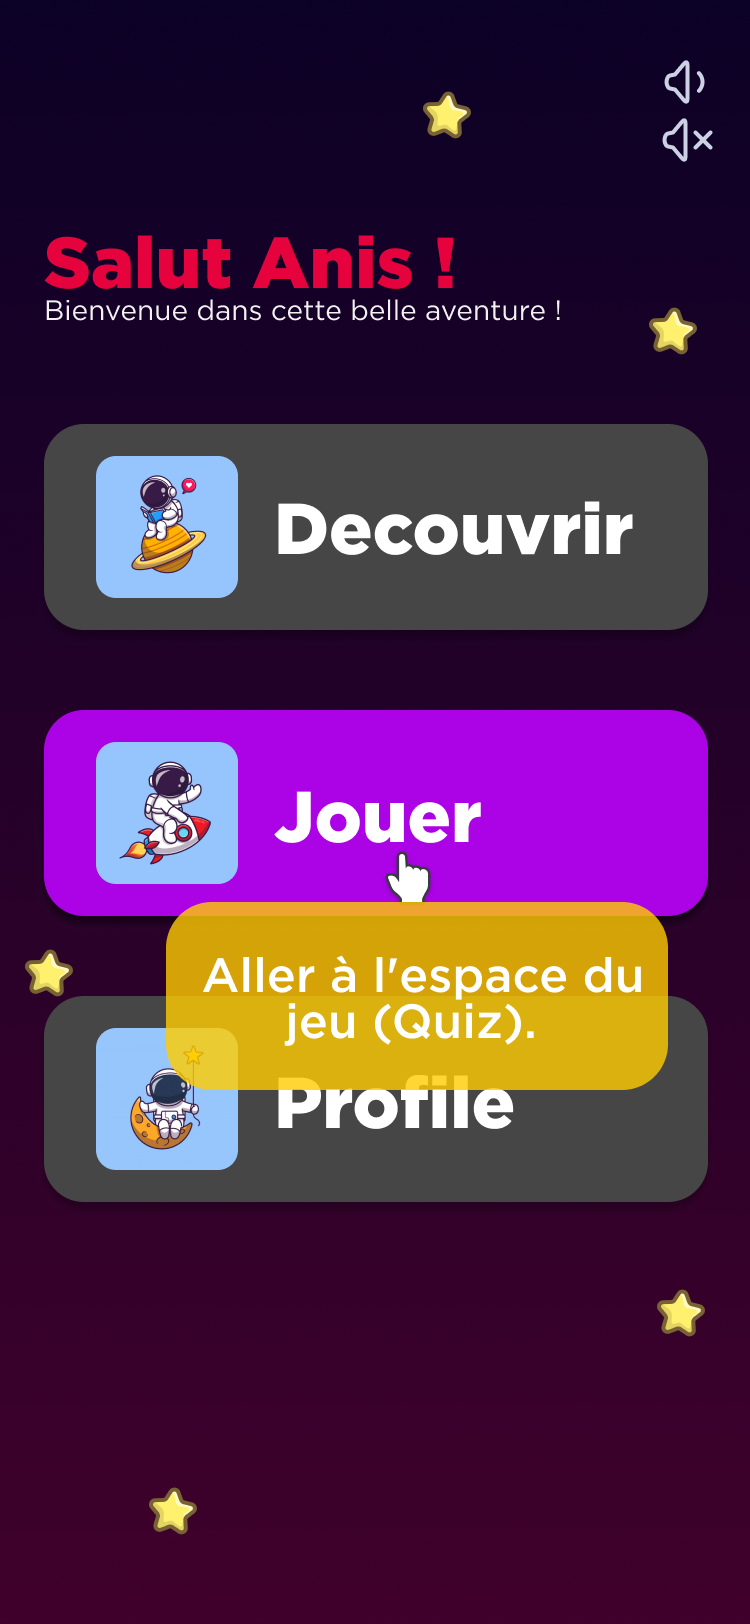 Salut Anis !
Bienvenue dans cette belle aventure !
Decouvrir
Jouer
Aller à l'espace du
jeu (Quiz).
Profile